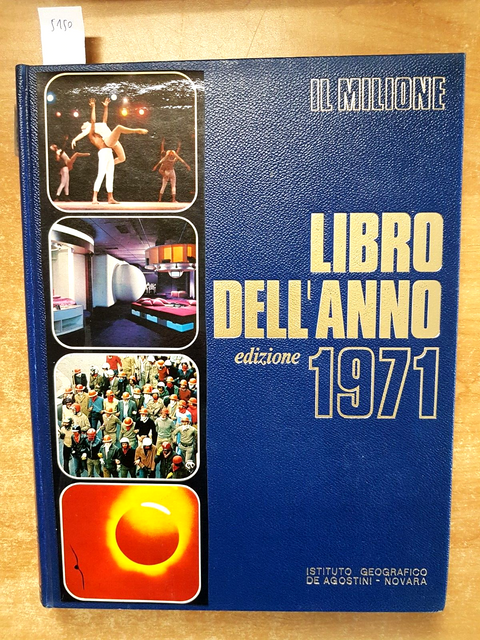 5150
IL MILIONE
LIBRO
DELL'ANNO
edizione 1971
ISTITUTO GEOGRAFICO
DE AGOSTINI - NOVARA